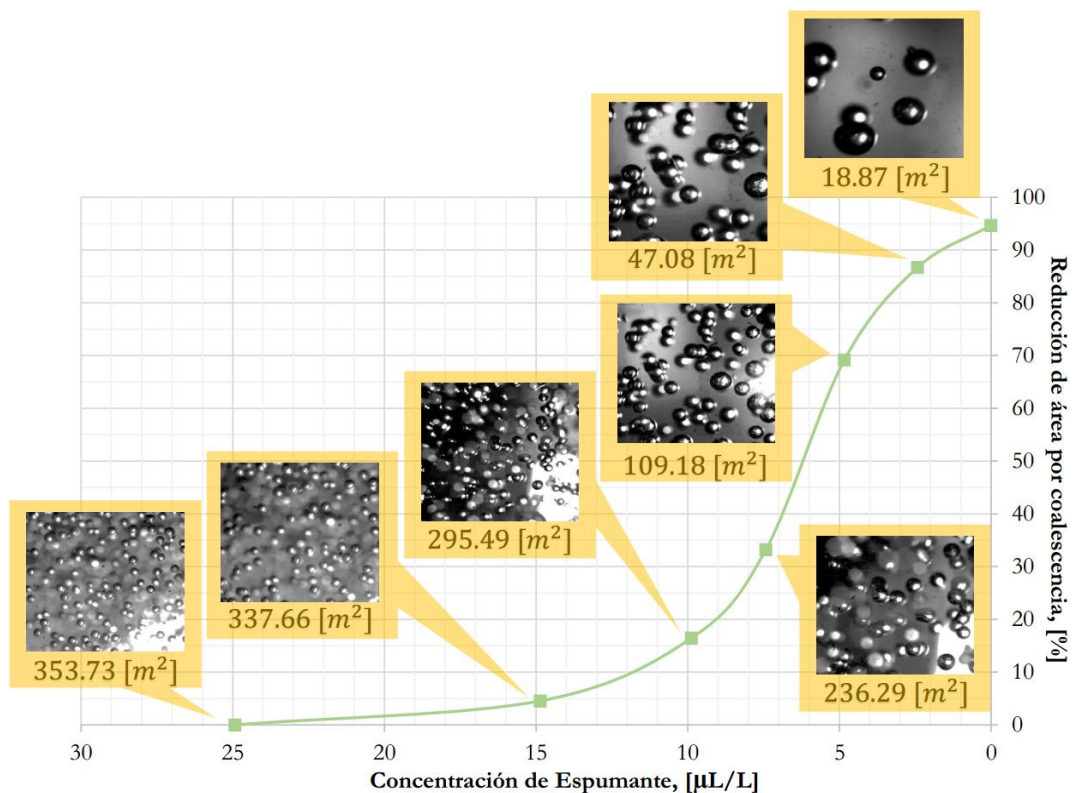 18.87 [m²]
47.08 [m²]
109.18 [m²]
295.49 [m²]
337.66 [m²]
353.73 [m²]
236.29 [m²]
100
90
80
70
60
50
40
30
20
10
0
Reducción de área por coalescencia, [%]
30 25 20 15 10 5 0
Concentración de Espumante, [µL/L]